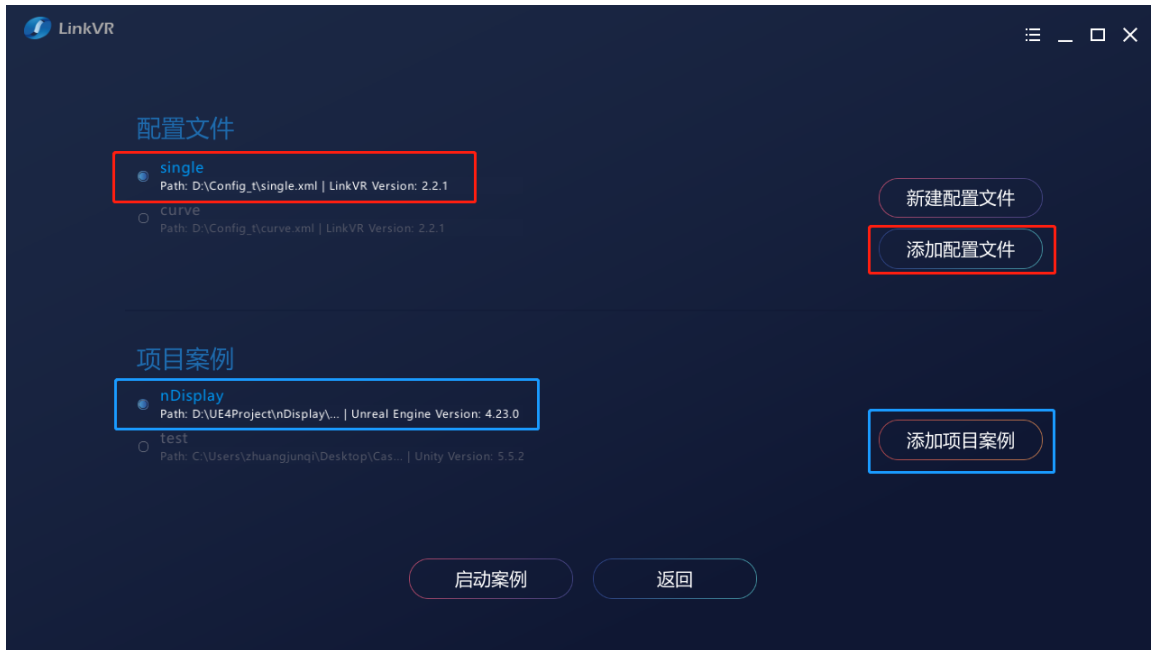 LinkVR
配置文件
single
Path: D:\Config_t\single.xml | LinkVR Version: 2.2.1
curve
Path: D:\Config_t\curve.xml | LinkVR Version: 2.2.1
新建配置文件
添加配置文件
项目案例
nDisplay
Path: D:\UE4Project\nDisplay\... | Unreal Engine Version: 4.23.0
test
Path: C:\Users\zhuangjunqi\Desktop\Cas... | Unity Version: 5.5.2
添加项目案例
启动案例
返回